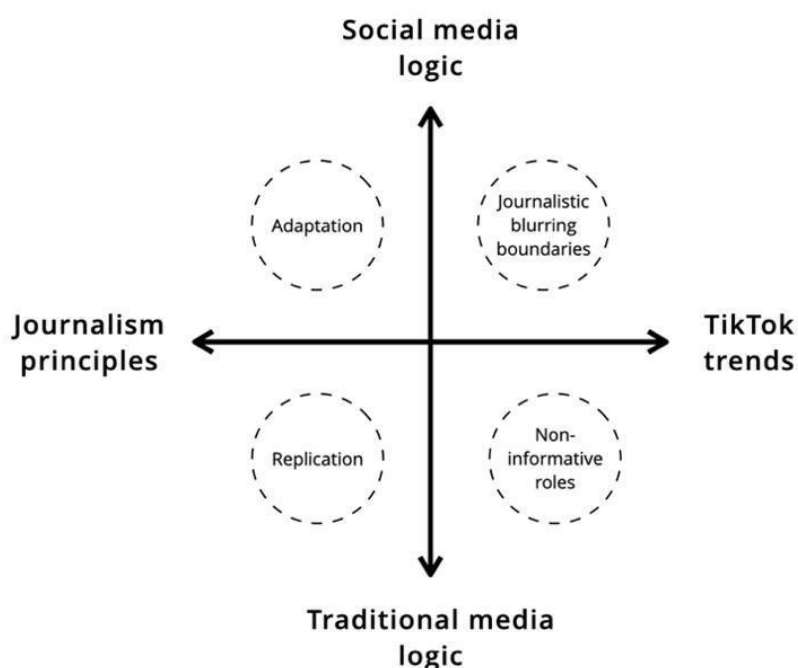 Social media
logic
Adaptation
Journalistic
blurring
boundaries
Journalism
principles
TikTok
trends
Replication
Non-
informative
roles
Traditional media
logic